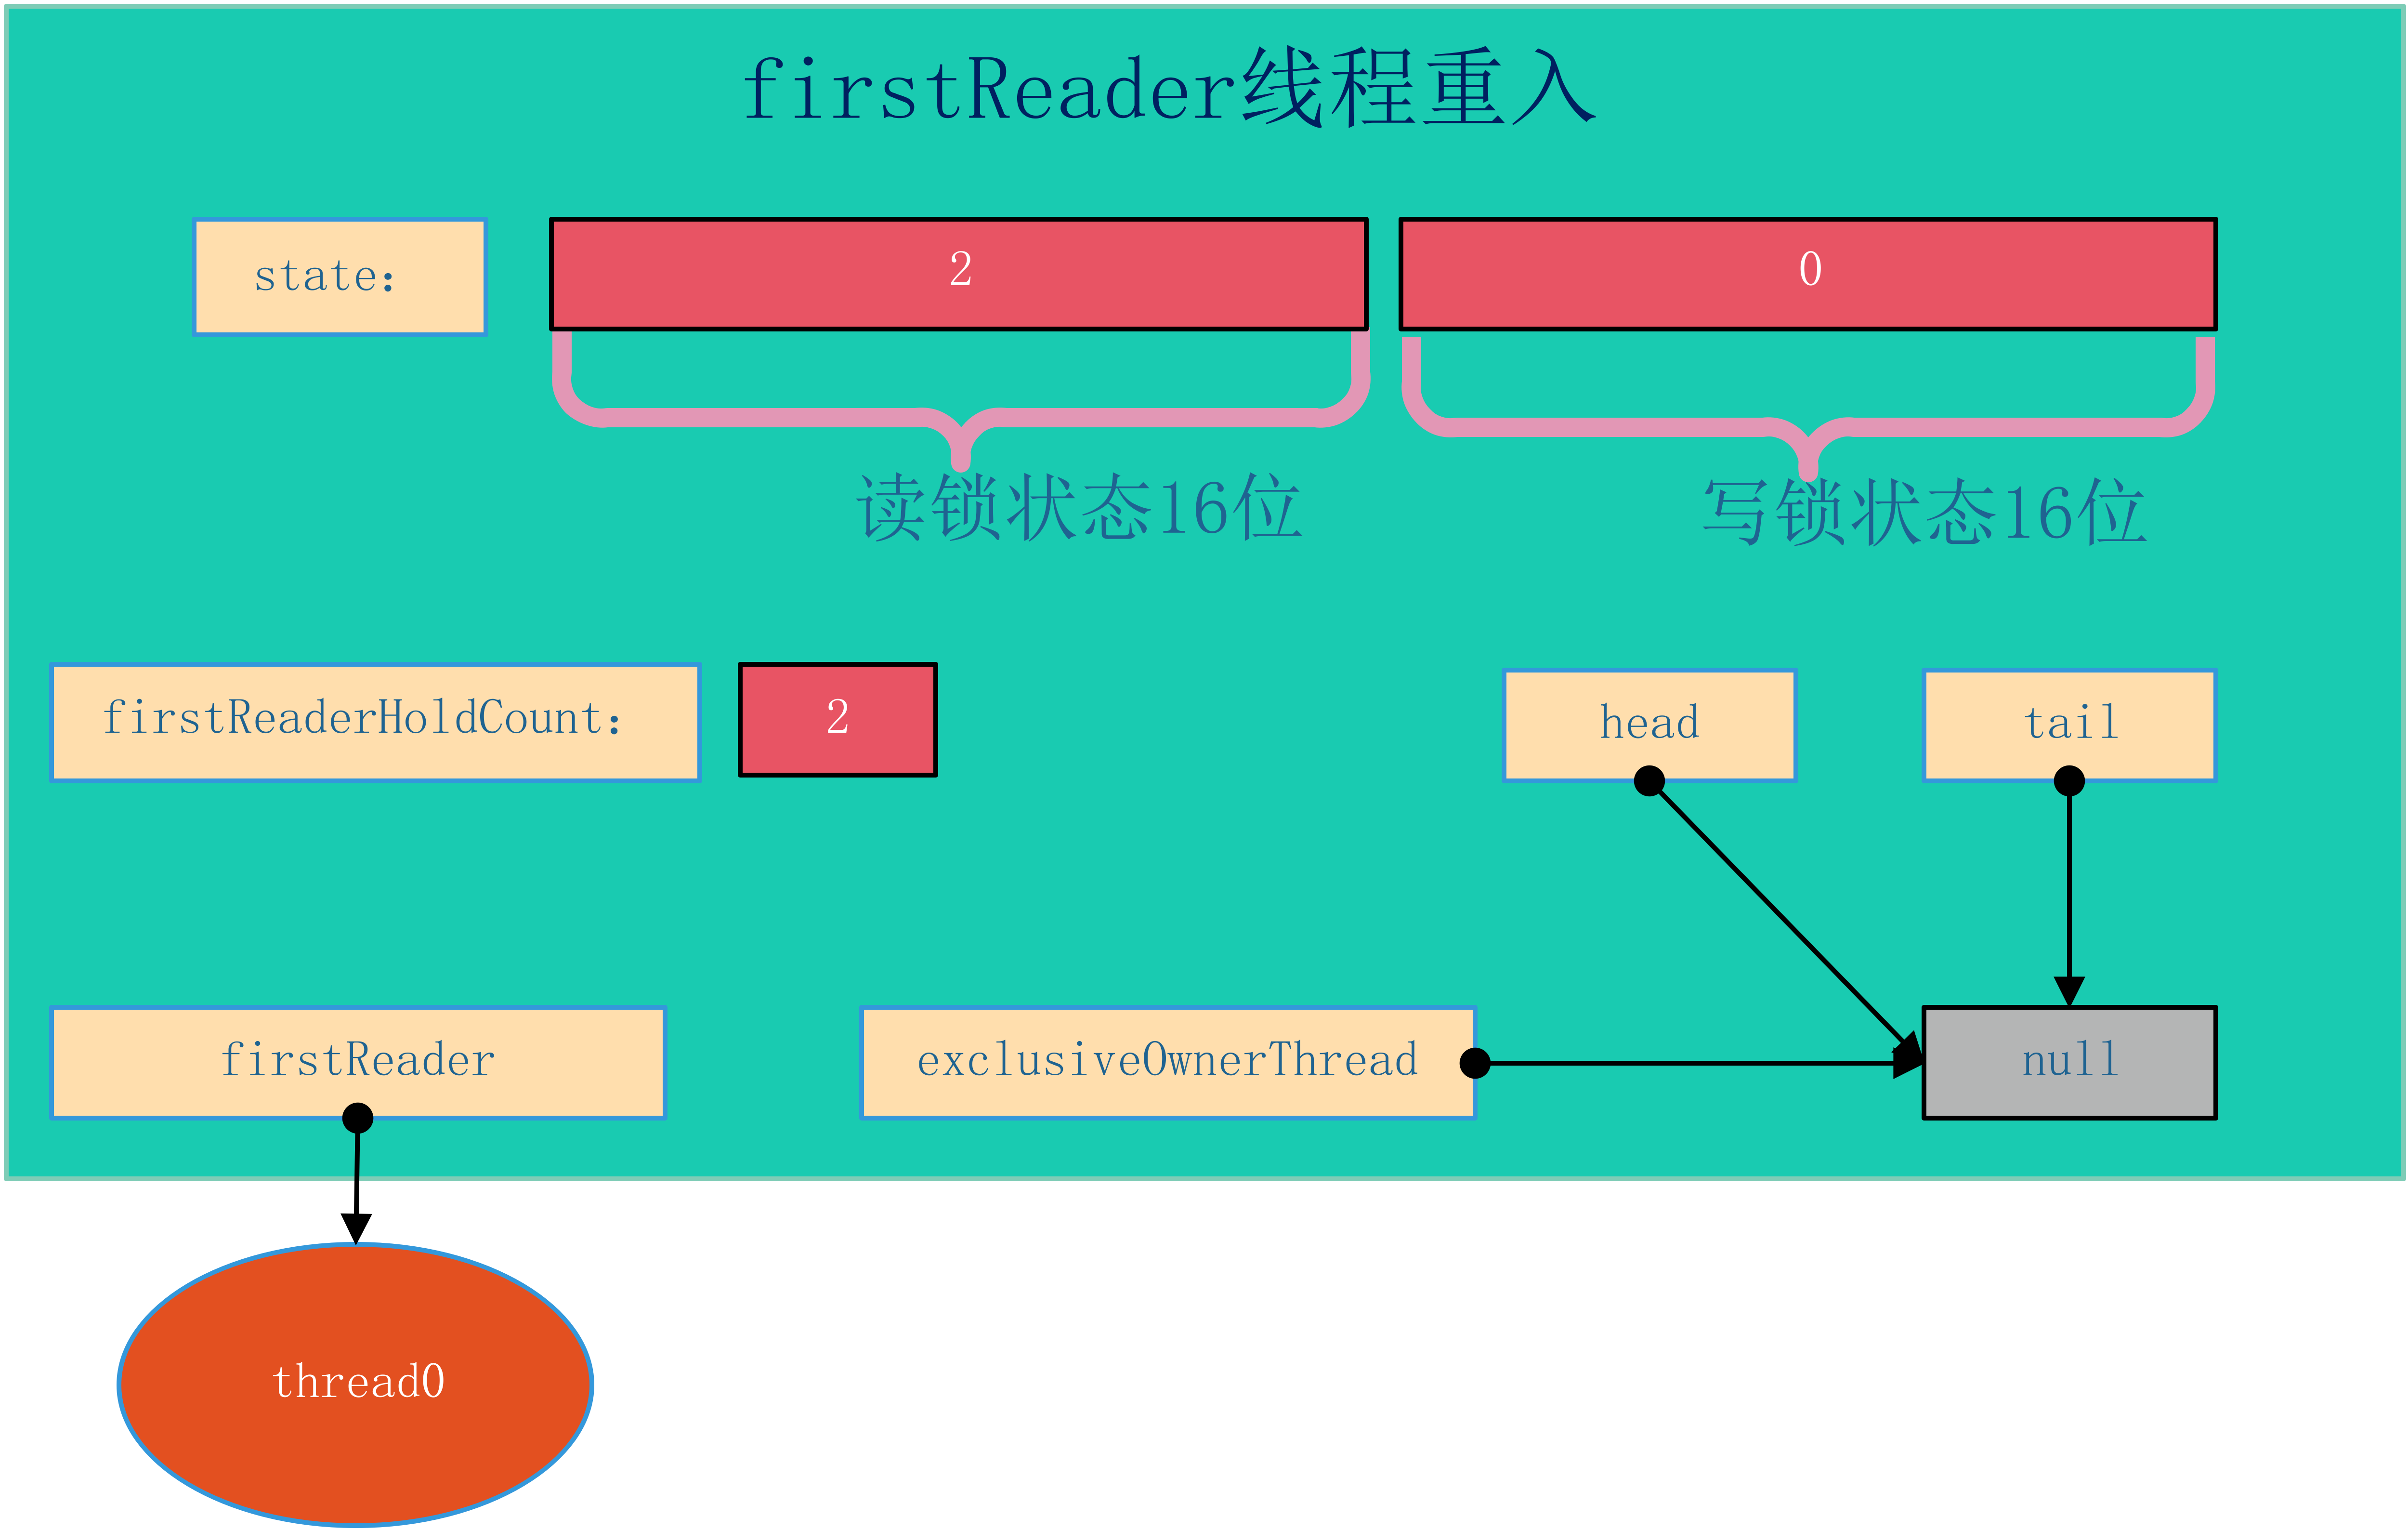 firstReader线程重入
state:
2
0
读锁状态16位
写锁状态16位
firstReaderHoldCount:
2
head
tail
firstReader
exclusiveOwnerThread
null
thread0